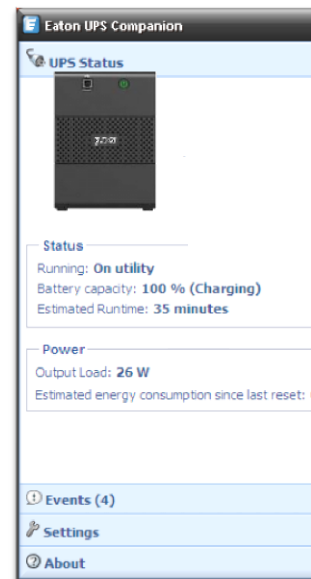 Eaton UPS Companion
UPS Status
Status
Running: On utility
Battery capacity: 100 % (Charging)
Estimated Runtime: 35 minutes
Power
Output Load: 26 W
Estimated energy consumption since last reset:
Events (4)
Settings
About